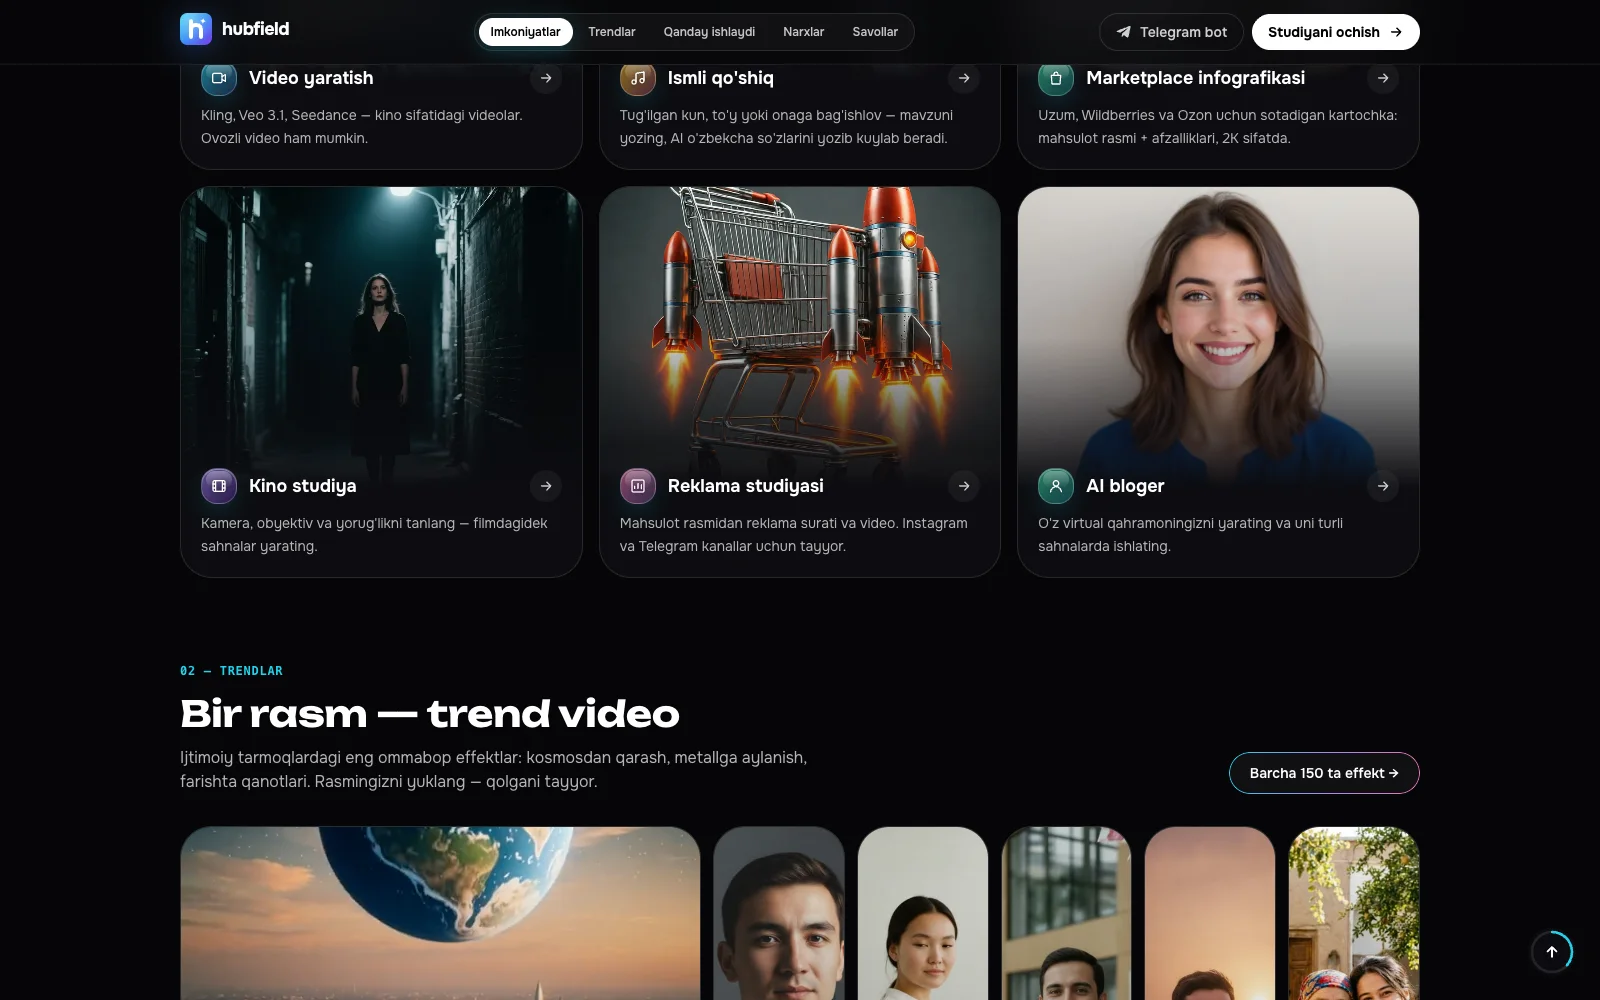 hubfield
Imkoniyatlar
Trendlar
Qanday ishlaydi
Narxlar
Savollar
Telegram bot
Studiyani ochish →
Video yaratish
Kling, Veo 3.1, Seedance — kino sifatidagi videolar.
Ovozli video ham mumkin.
Ismli qo'shiq
Tug'ilgan kun, to'y yoki onaga bag'ishlov — mavzuni
yozing, AI o'zbekcha so'zlarini yozib kuylab beradi.
Marketplace infografikasi
Uzum, Wildberries va Ozon uchun sotadigan kartochka:
mahsulot rasmi + afzalliklari, 2K sifatda.
Kino studiya
Kamera, obyektiv va yorug'likni tanlang — filmdagidek
sahnalar yarating.
Reklama studiyasi
Mahsulot rasmidan reklama surati va video. Instagram
va Telegram kanallar uchun tayyor.
AI bloger
O'z virtual qahramoningizni yarating va uni turli
sahnalarda ishlating.
02 — TRENDLAR
Bir rasm — trend video
Ijtimoiy tarmoqlardagi eng ommabop effektlar: kosmosdan qarash, metallga aylanish,
farishta qanotlari. Rasmingizni yuklang — qolgani tayyor.
Barcha 150 ta effekt →